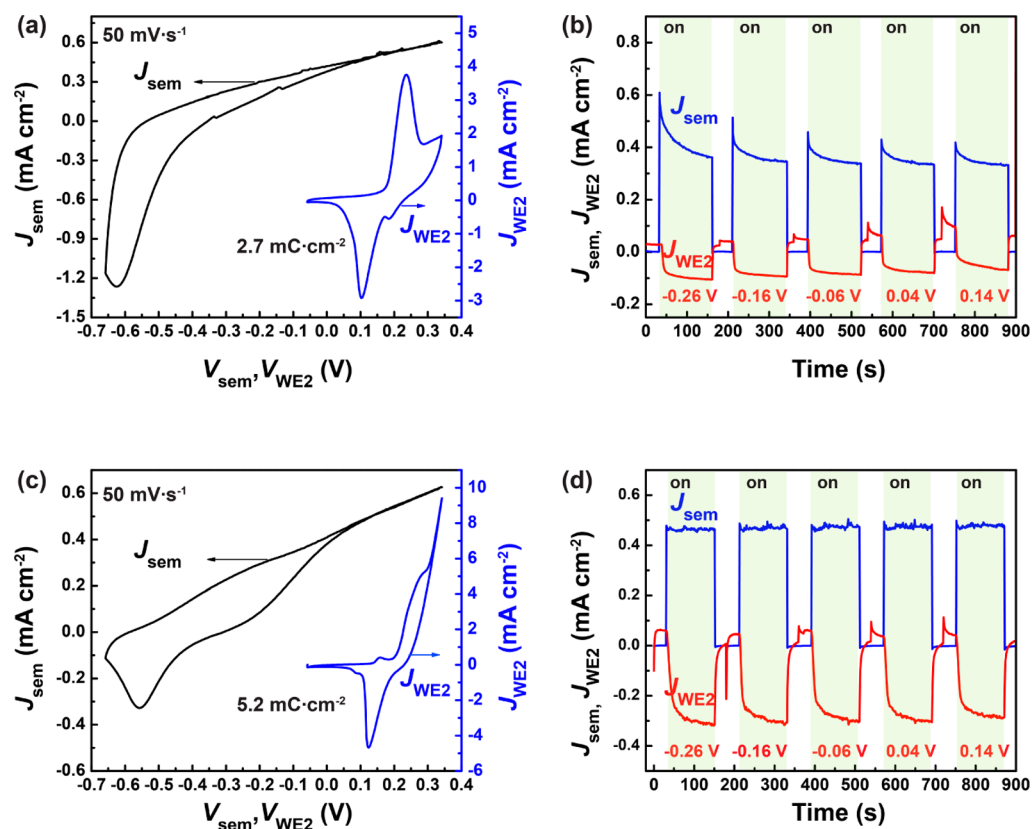 (a)
50 mV·s-1
Jsem
JWE2
2.7 mC·cm-2
Jsem (mA cm-2)
0.6
0.3
0.0
-0.3
-0.6
-0.9
-1.2
-1.5
5
4
3
2
1
0
-1
-2
-3
JWE2 (mA cm-2)
-0.7 -0.6 -0.5 -0.4 -0.3 -0.2 -0.1 0.0 0.1 0.2 0.3 0.4
Vsem,VWE2 (V)
(b)
on on on on on
Jsem
JWE2
-0.26 V -0.16 V -0.06 V 0.04 V 0.14 V
Jsem, JWE2 (mA cm-2)
0.8
0.6
0.4
0.2
0.0
-0.2
0 100 200 300 400 500 600 700 800 900
Time (s)
(c)
50 mV·s-1
Jsem
JWE2
5.2 mC·cm-2
Jsem (mA cm-2)
0.6
0.4
0.2
0.0
-0.2
-0.4
-0.6
10
8
6
4
2
0
-2
-4
-6
JWE2 (mA cm-2)
-0.7 -0.6 -0.5 -0.4 -0.3 -0.2 -0.1 0.0 0.1 0.2 0.3 0.4
Vsem,VWE2 (V)
(d)
on on on on on
Jsem
JWE2
-0.26 V -0.16 V -0.06 V 0.04 V 0.14 V
Jsem, JWE2 (mA cm-2)
0.6
0.4
0.2
0.0
-0.2
-0.4
0 100 200 300 400 500 600 700 800 900
Time (s)